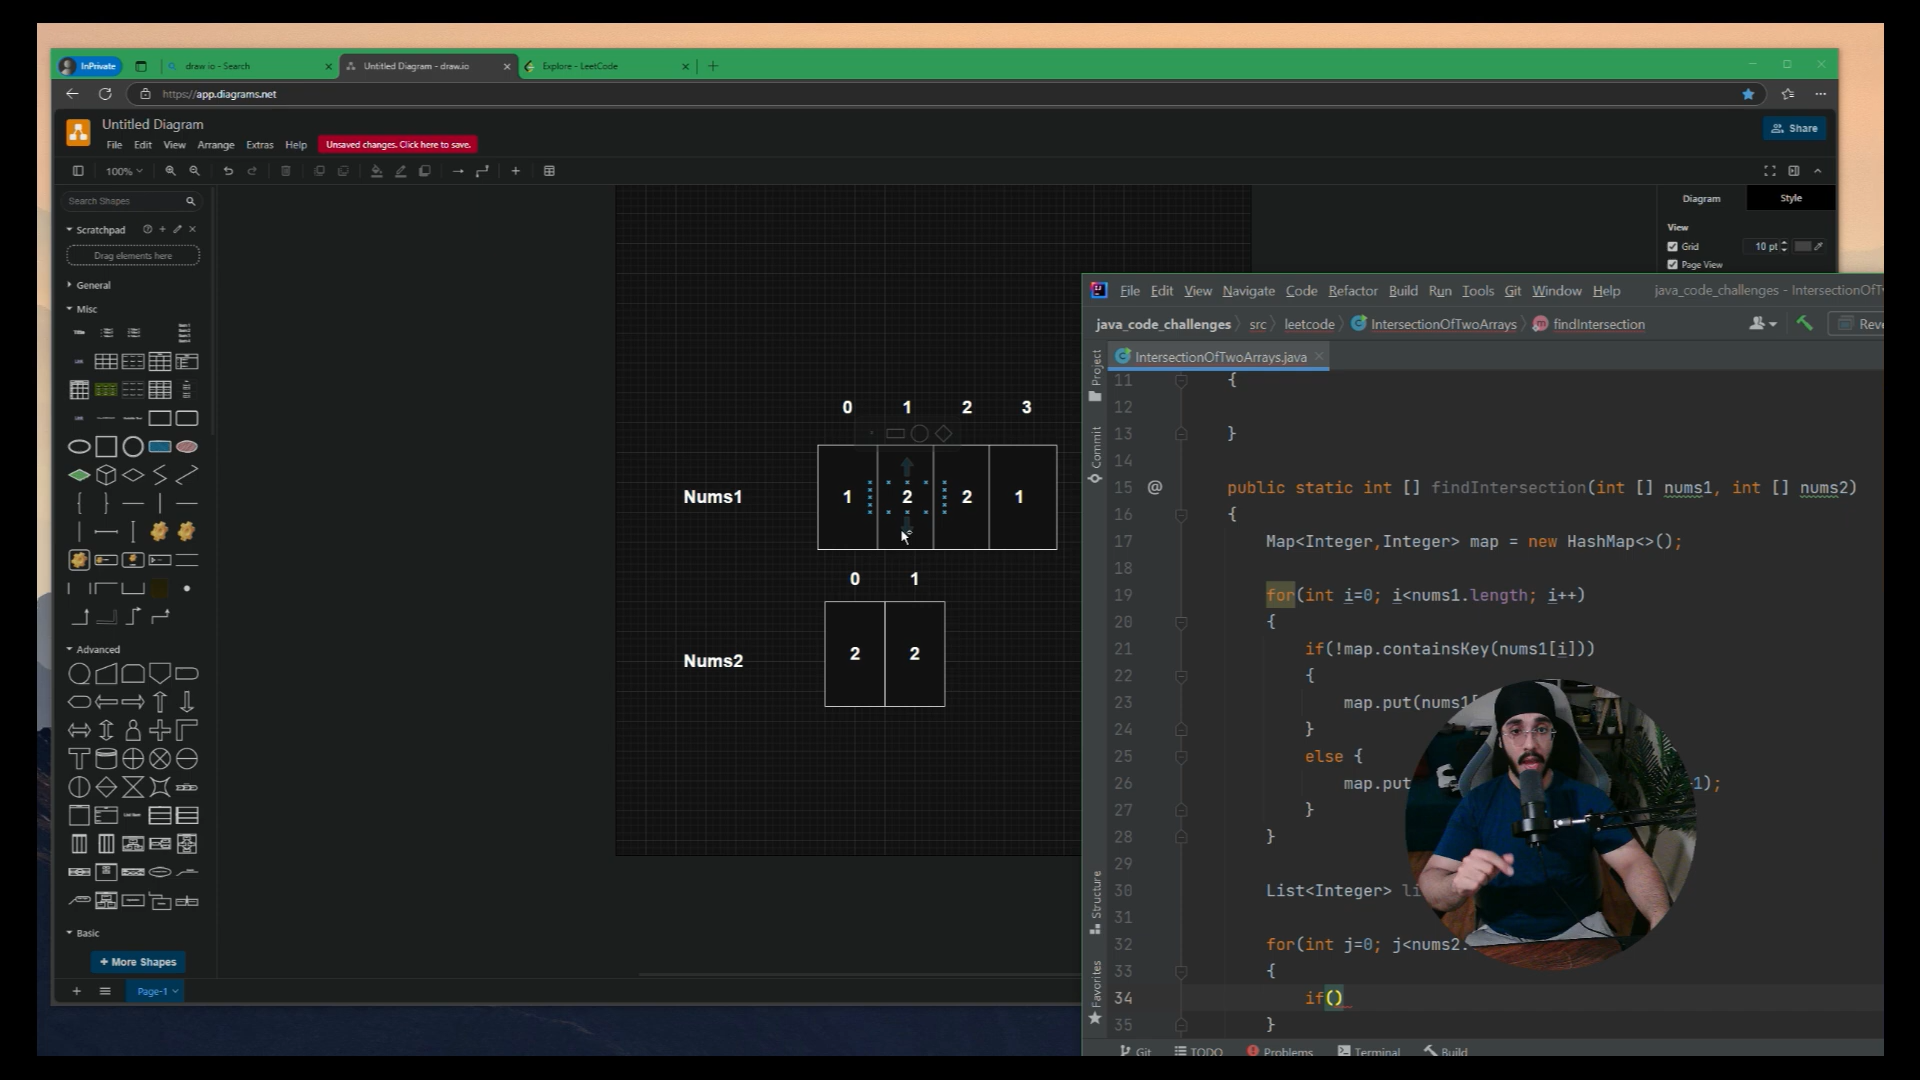 InPrivate
draw io - Search
Untitled Diagram - draw.io
Explore - LeetCode
https://app.diagrams.net
Untitled Diagram
File Edit View Arrange Extras Help
Unsaved changes. Click here to save.
Share
100%
Search Shapes
Scratchpad
Drag elements here
General
Misc
Advanced
Basic
+ More Shapes
Page-1
Diagram Style
View
Grid 10 pt
Page View
0 1 2 3
Nums1 1 2 2 1
0 1
Nums2 2 2
File Edit View Navigate Code Refactor Build Run Tools Git Window Help java_code_challenges - IntersectionOfTw
java_code_challenges src leetcode IntersectionOfTwoArrays findIntersection Reve
IntersectionOfTwoArrays.java
Project
Commit
Structure
Favorites
11 {
12
13 }
14
15 @ public static int [] findIntersection(int [] nums1, int [] nums2)
16 {
17 Map<Integer,Integer> map = new HashMap<>();
18
19 for(int i=0; i<nums1.length; i++)
20 {
21 if(!map.containsKey(nums1[i]))
22 {
23 map.put(nums1[
24 }
25 else {
26 map.put 1);
27 }
28 }
29
30 List<Integer> li
31
32 for(int j=0; j<nums2.
33 {
34 if()
35 }
Git TODO Problems Terminal Build